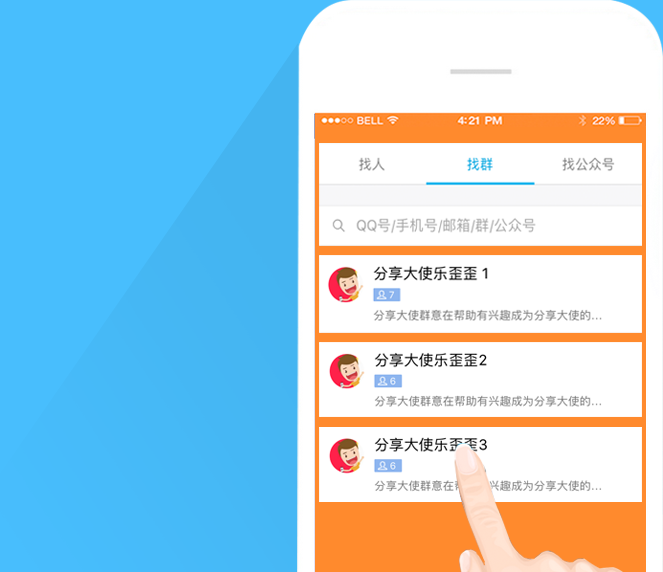 BELL 4:21 PM 22%
找人 找群 找公众号
QQ号/手机号/邮箱/群/公众号
分享大使乐歪歪 1
7
分享大使群意在帮助有兴趣成为分享大使的...
分享大使乐歪歪2
6
分享大使群意在帮助有兴趣成为分享大使的...
分享大使乐歪歪3
6
分享大使群意在 兴趣成为分享大使的...